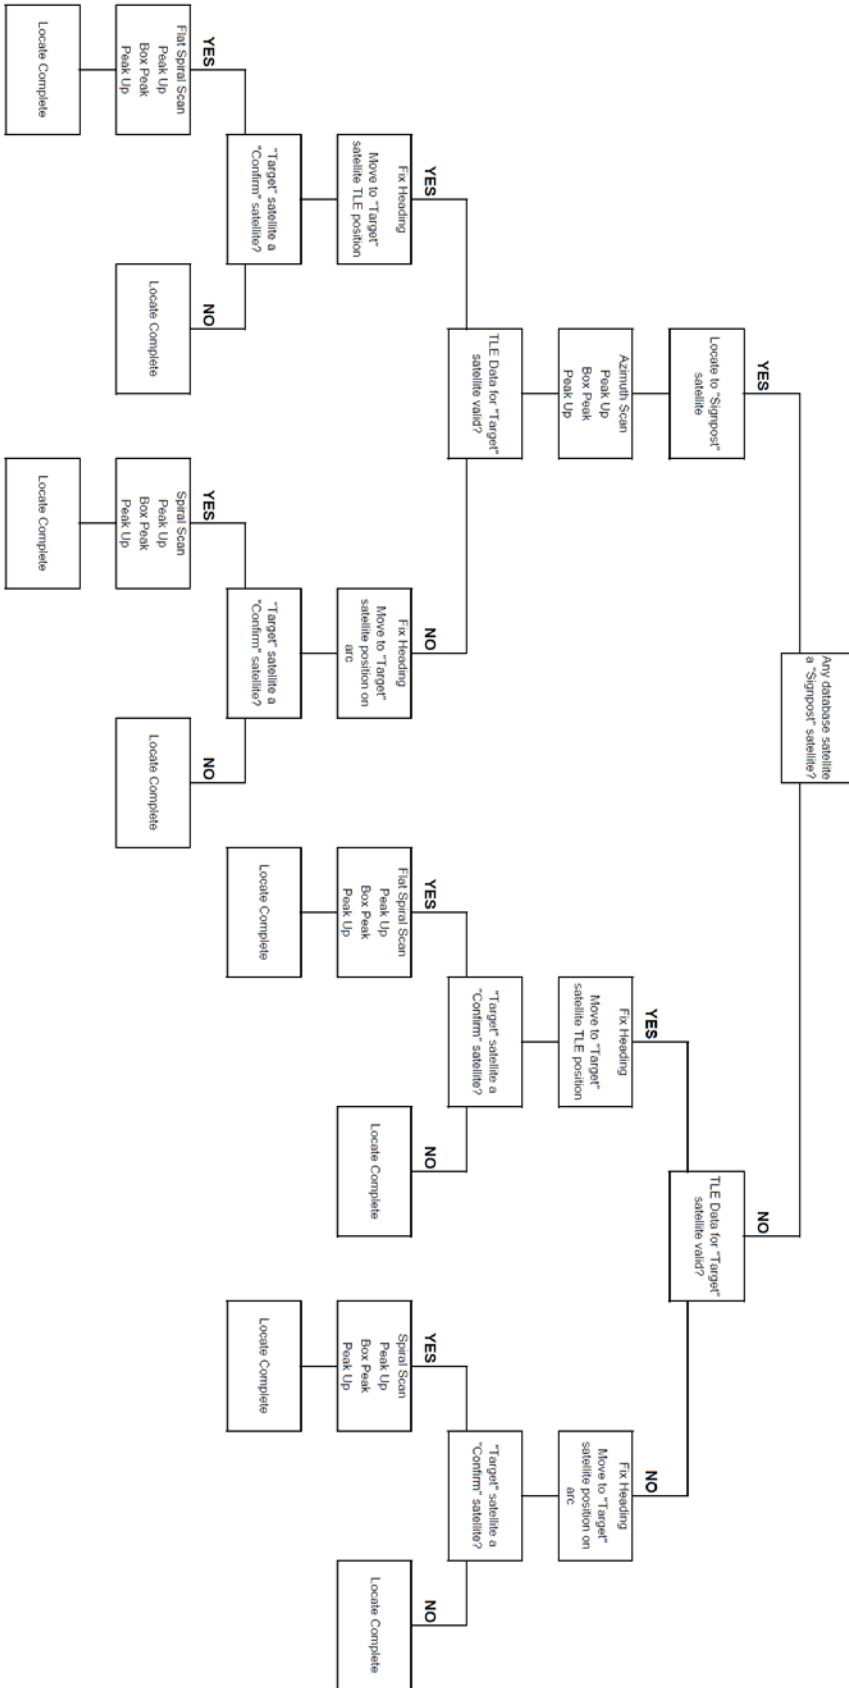 Any database satellite
a "Signpost" satellite?
YES
Locate to "Signpost"
satellite
Azimuth Scan
Peak Up
Box Peak
Peak Up
TLE Data for "Target"
satellite valid?
YES
Fix Heading
Move to "Target"
satellite TLE position
"Target" satellite a
"Confirm" satellite?
YES
Flat Spiral Scan
Peak Up
Box Peak
Peak Up
Locate Complete
NO
Locate Complete
NO
Fix Heading
Move to "Target"
satellite position on
arc
"Target" satellite a
"Confirm" satellite?
YES
Spiral Scan
Peak Up
Box Peak
Peak Up
Locate Complete
NO
Locate Complete
NO
TLE Data for "Target"
satellite valid?
YES
Fix Heading
Move to "Target"
satellite TLE position
"Target" satellite a
"Confirm" satellite?
YES
Flat Spiral Scan
Peak Up
Box Peak
Peak Up
Locate Complete
NO
Locate Complete
NO
Fix Heading
Move to "Target"
satellite position on
arc
"Target" satellite a
"Confirm" satellite?
YES
Spiral Scan
Peak Up
Box Peak
Peak Up
Locate Complete
NO
Locate Complete